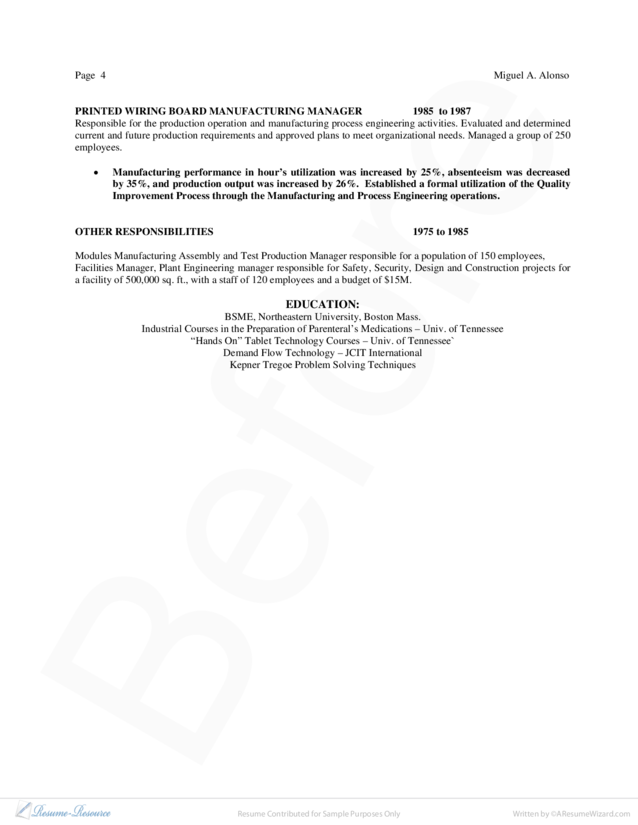 Page 4 Miguel A. Alonso
PRINTED WIRING BOARD MANUFACTURING MANAGER 1985 to 1987
Responsible for the production operation and manufacturing process engineering activities. Evaluated and determined
current and future production requirements and approved plans to meet organizational needs. Managed a group of 250
employees.
• Manufacturing performance in hour's utilization was increased by 25%, absenteeism was decreased
by 35%, and production output was increased by 26%. Established a formal utilization of the Quality
Improvement Process through the Manufacturing and Process Engineering operations.
OTHER RESPONSIBILITIES 1975 to 1985
Modules Manufacturing Assembly and Test Production Manager responsible for a population of 150 employees,
Facilities Manager, Plant Engineering manager responsible for Safety, Security, Design and Construction projects for
a facility of 500,000 sq. ft., with a staff of 120 employees and a budget of $15M.
EDUCATION:
BSME, Northeastern University, Boston Mass.
Industrial Courses in the Preparation of Parenteral's Medications – Univ. of Tennessee
“Hands On” Tablet Technology Courses – Univ. of Tennessee`
Demand Flow Technology – JCIT International
Kepner Tregoe Problem Solving Techniques
Before
Resume-Resource Resume Contributed for Sample Purposes Only Written by ©AResumeWizard.com